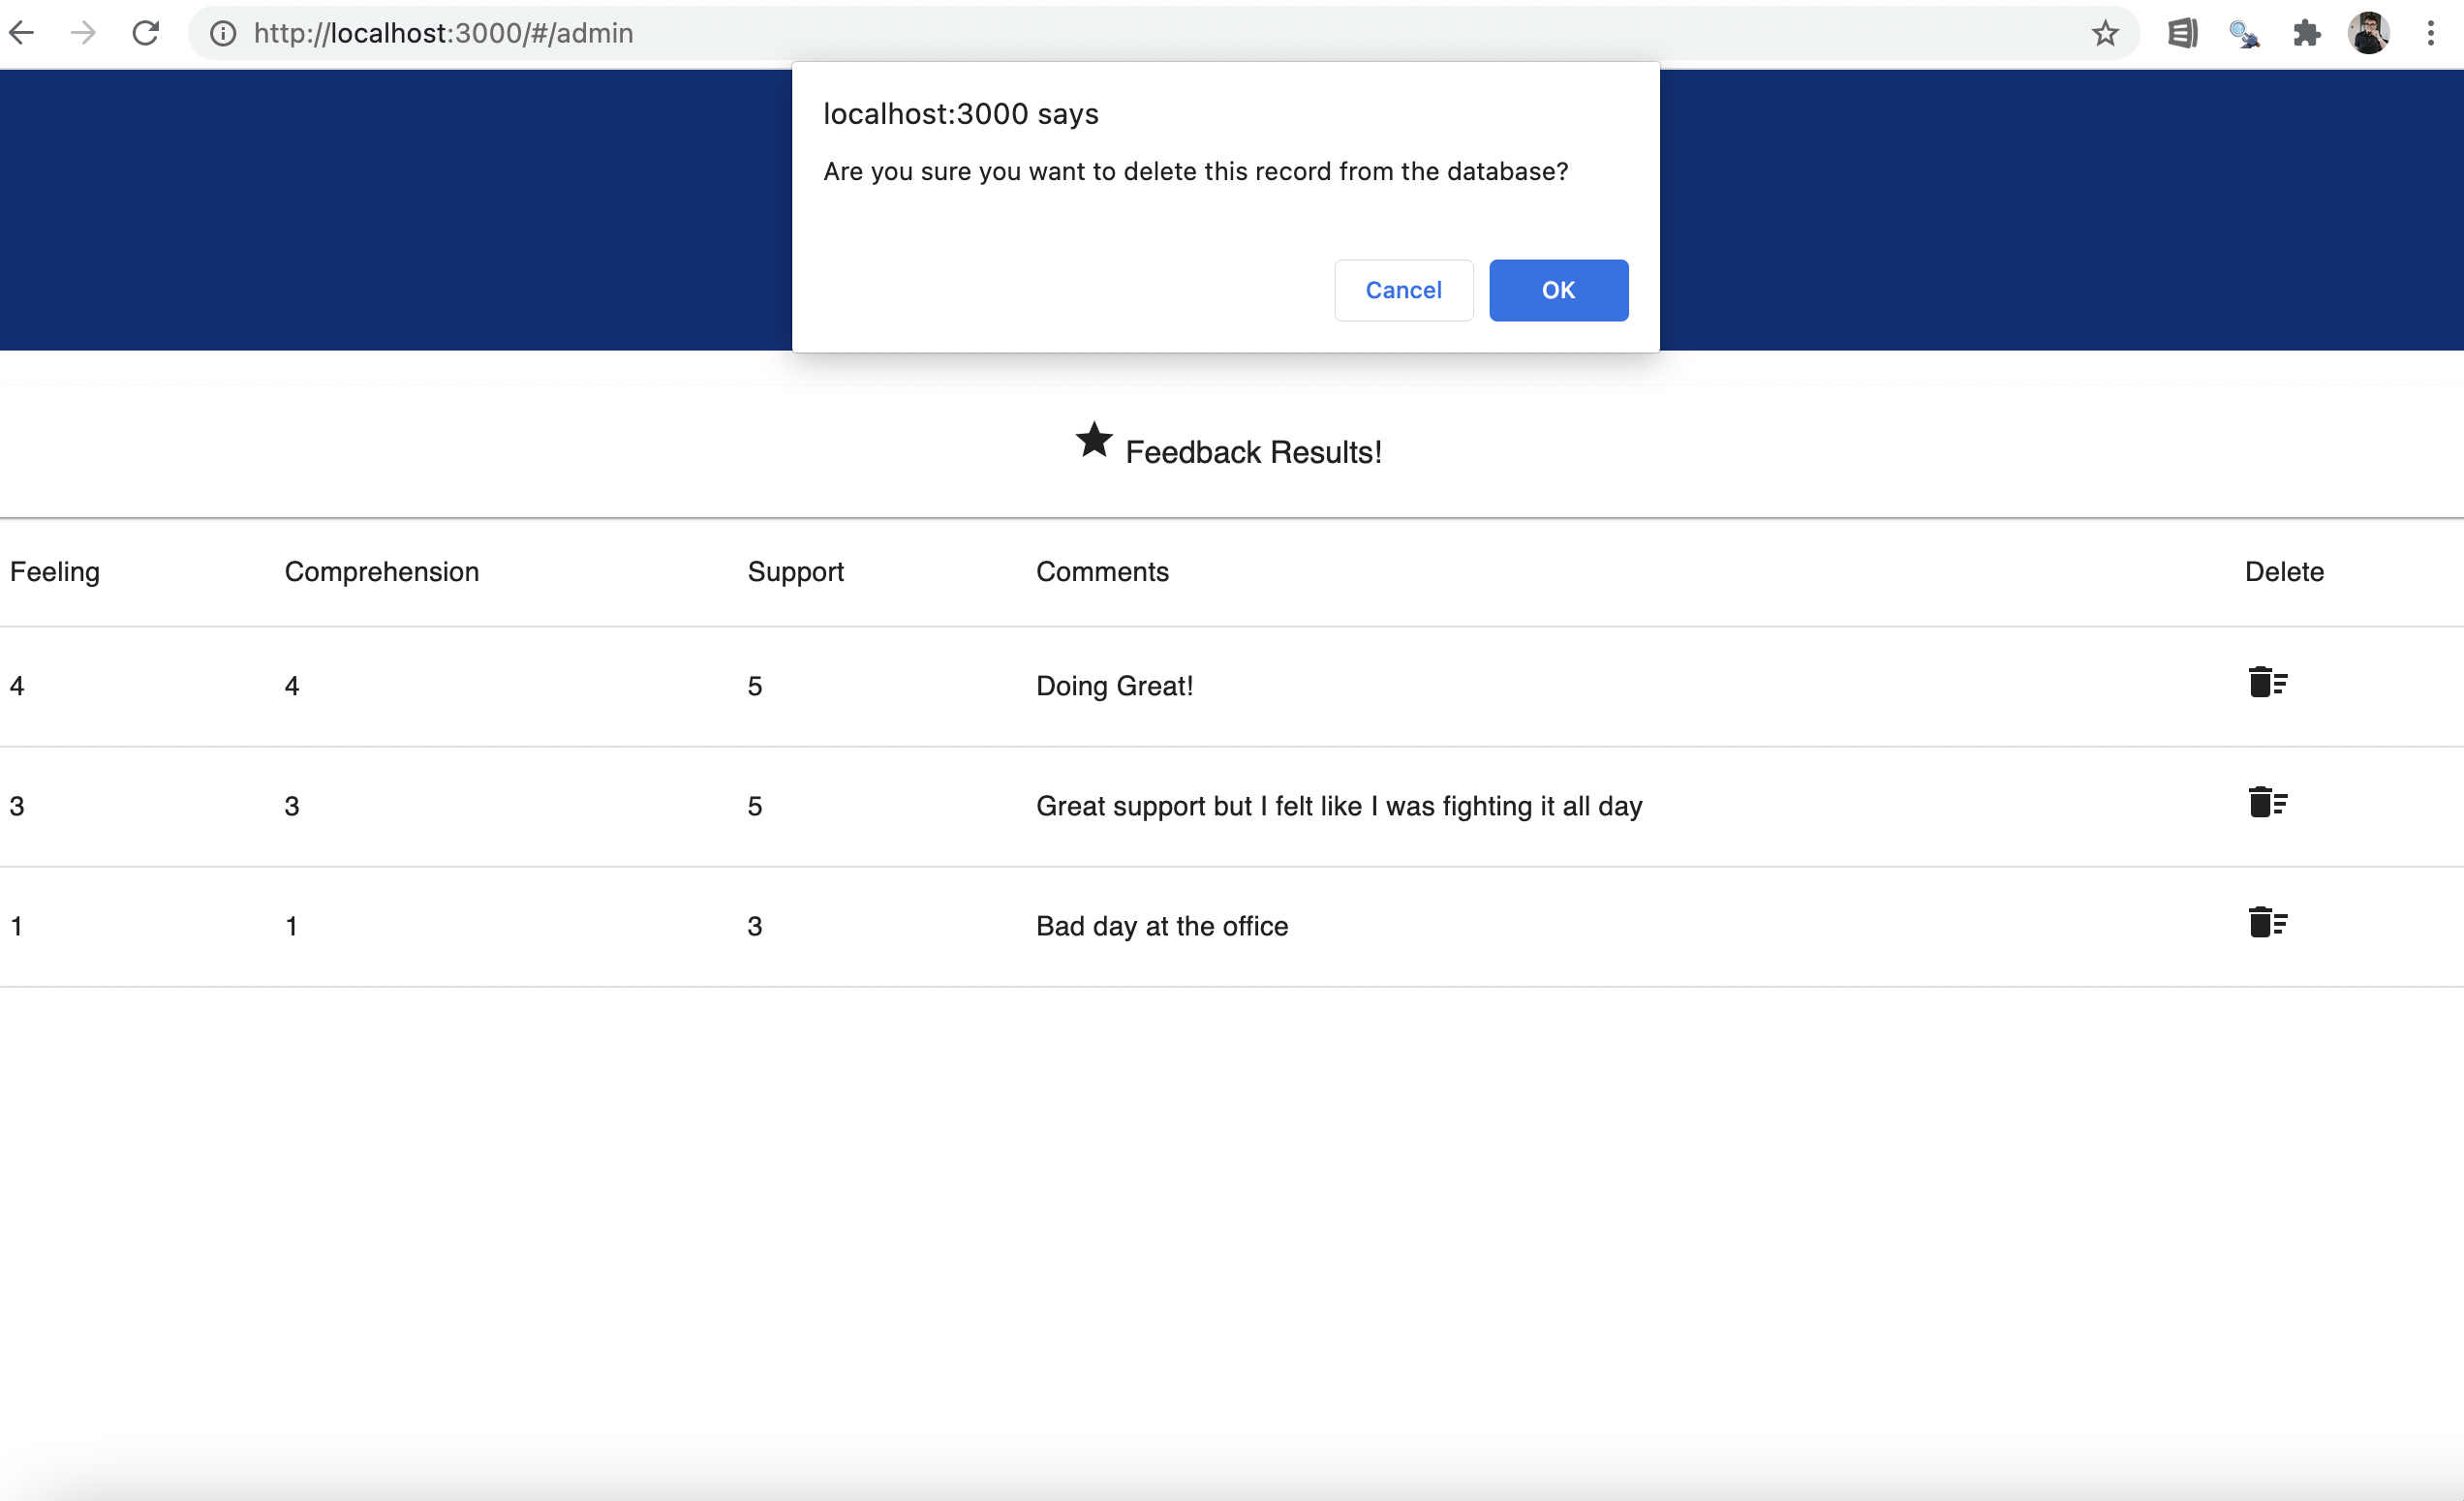 http://localhost:3000/#/admin
localhost:3000 says
Are you sure you want to delete this record from the database?
Cancel OK
Feedback Results!
Feeling Comprehension Support Comments Delete
4 4 5 Doing Great!
3 3 5 Great support but I felt like I was fighting it all day
1 1 3 Bad day at the office